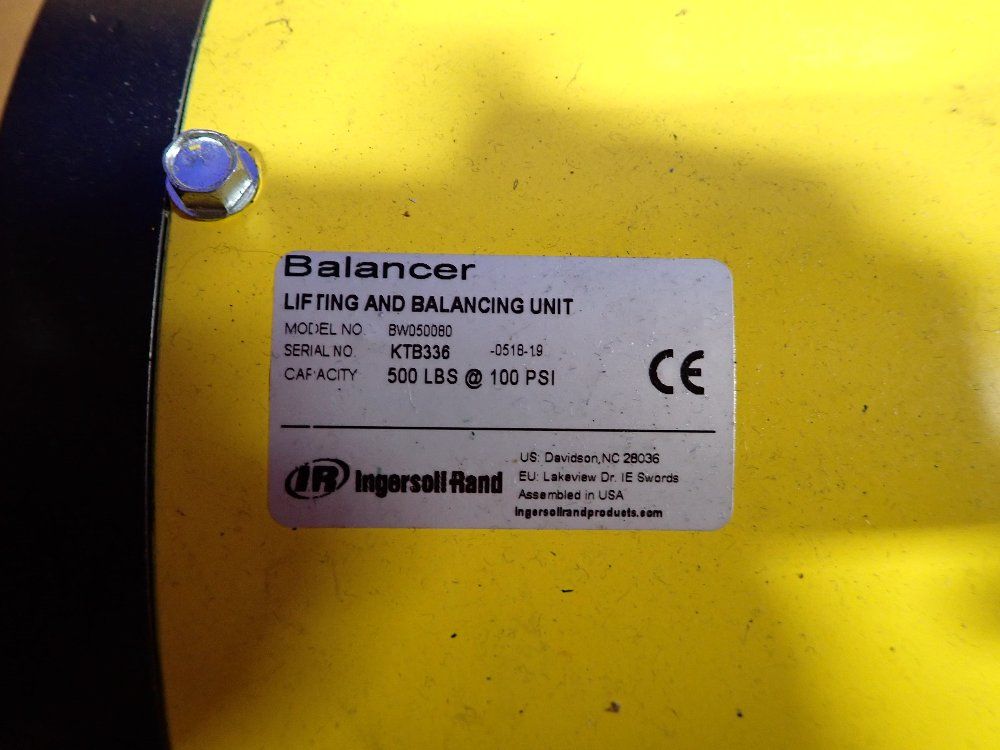 Balancer
LIFTING AND BALANCING UNIT
MODEL NO. BW050080
SERIAL NO. KTB336 -0518-19
CAPACITY 500 LBS @ 100 PSI
CE
IR Ingersoll Rand
US: Davidson, NC 28036
EU: Lakeview Dr. IE Swords
Assembled in USA
ingersollrandproducts.com